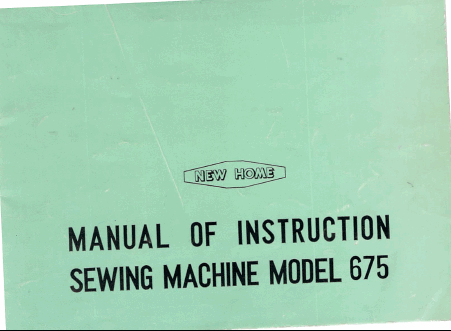 NEW HOME
MANUAL OF INSTRUCTION
SEWING MACHINE MODEL 675